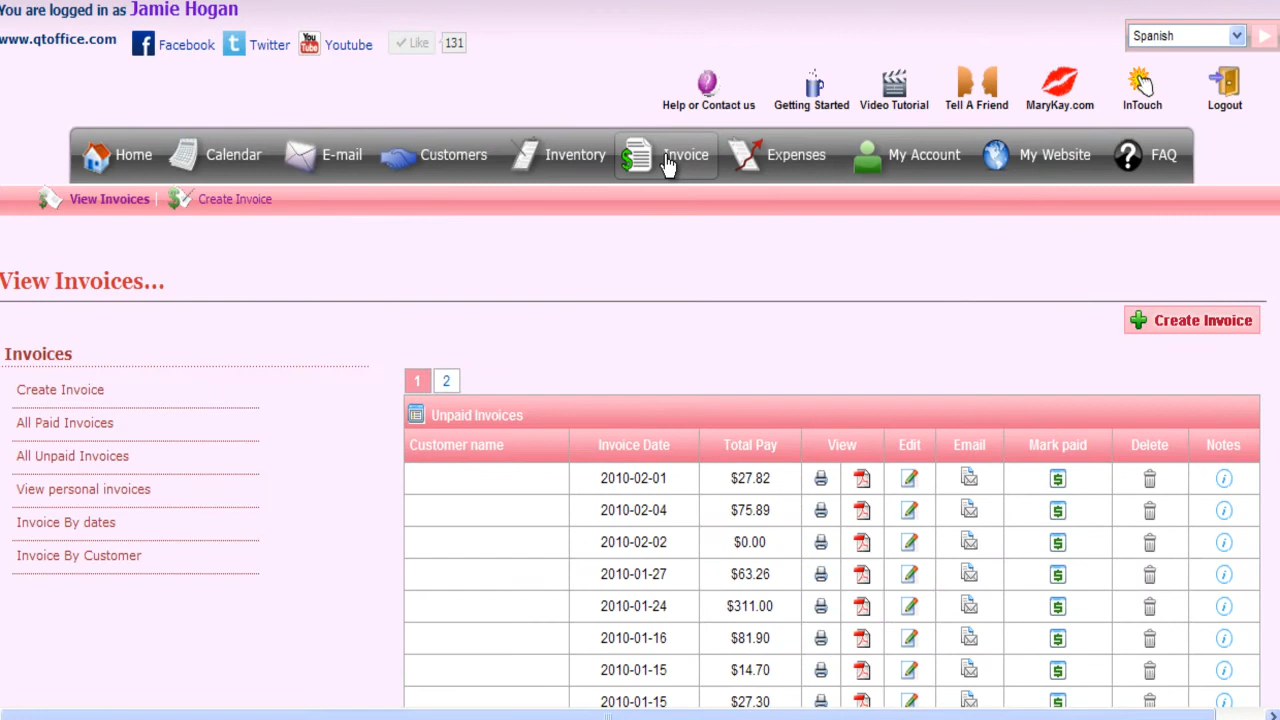 You are logged in as Jamie Hogan
www.qtoffice.com
Facebook
Twitter
You Tube
Youtube
Like
131
Spanish
Help or Contact us
Getting Started
Video Tutorial
Tell A Friend
MaryKay.com
InTouch
Logout
Home
Calendar
E-mail
Customers
Inventory
Invoice
Expenses
My Account
My Website
FAQ
View Invoices
Create Invoice
View Invoices...
Create Invoice
Invoices
Create Invoice
All Paid Invoices
All Unpaid Invoices
View personal invoices
Invoice By dates
Invoice By Customer
1 2
Unpaid Invoices
Customer name Invoice Date Total Pay View Edit Email Mark paid Delete Notes
2010-02-01 $27.82
2010-02-04 $75.89
2010-02-02 $0.00
2010-01-27 $63.26
2010-01-24 $311.00
2010-01-16 $81.90
2010-01-15 $14.70
2010-01-15 $27.30